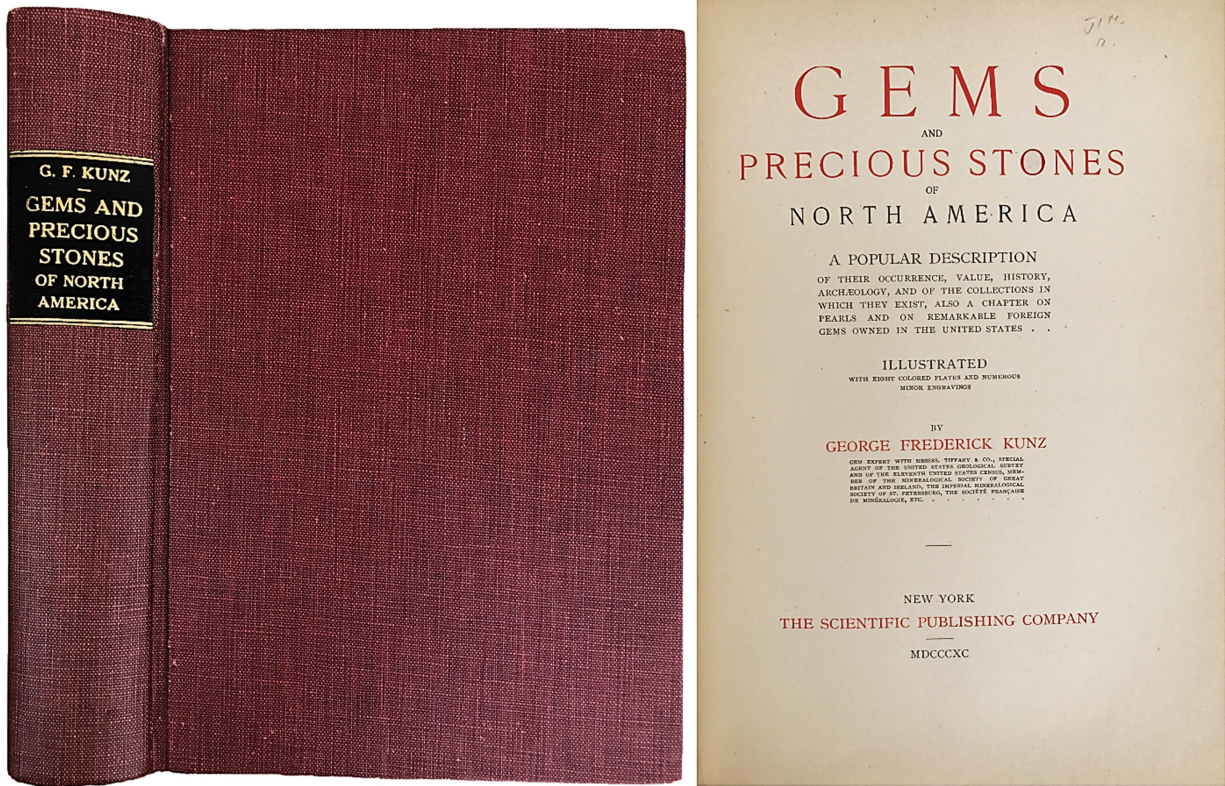 G. F. KUNZ
GEMS AND
PRECIOUS
STONES
OF NORTH
AMERICA
GEMS
AND
PRECIOUS STONES
OF
NORTH AMERICA
A POPULAR DESCRIPTION
OF THEIR OCCURRENCE, VALUE, HISTORY,
ARCHÆOLOGY, AND OF THE COLLECTIONS IN
WHICH THEY EXIST, ALSO A CHAPTER ON
PEARLS AND ON REMARKABLE FOREIGN
GEMS OWNED IN THE UNITED STATES . .
ILLUSTRATED
WITH EIGHT COLORED PLATES AND NUMEROUS
MINOR ENGRAVINGS
BY
GEORGE FREDERICK KUNZ
GEM EXPERT WITH MESSRS. TIFFANY & CO., SPECIAL
AGENT OF THE UNITED STATES GEOLOGICAL SURVEY
AND OF THE ELEVENTH UNITED STATES CENSUS, MEM-
BER OF THE MINERALOGICAL SOCIETY OF GREAT
BRITAIN AND IRELAND, THE IMPERIAL MINERALOGICAL
SOCIETY OF ST. PETERSBURG, THE SOCIÉTÉ FRANÇAISE
DE MINÉRALOGIE, ETC. . . . . . .
NEW YORK
THE SCIENTIFIC PUBLISHING COMPANY
MDCCCXC